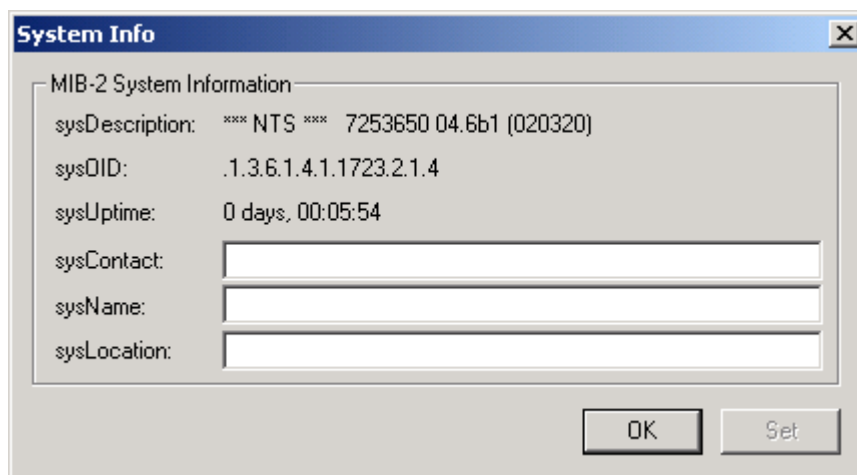 System Info
MIB-2 System Information
sysDescription: *** NTS *** 7253650 04.6b1 (020320)
sysOID: .1.3.6.1.4.1.1723.2.1.4
sysUptime: 0 days, 00:05:54
sysContact:
sysName:
sysLocation:
OK Set